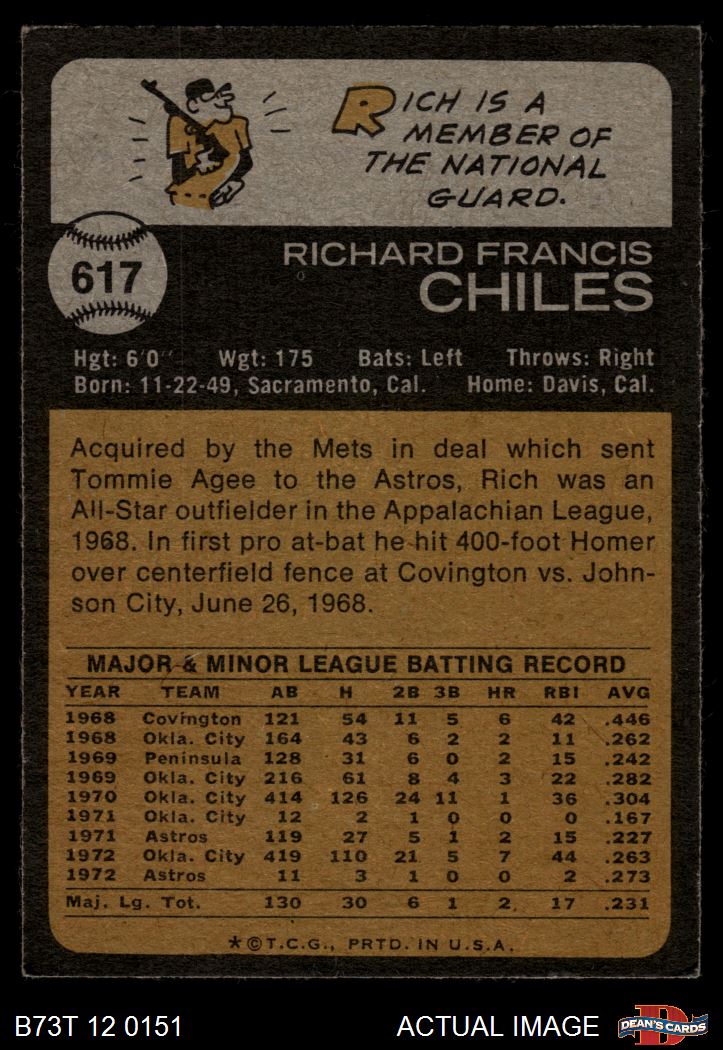 RICH IS A
MEMBER OF
THE NATIONAL
GUARD.
617
RICHARD FRANCIS
CHILES
Hgt: 6'0" Wgt: 175 Bats: Left Throws: Right
Born: 11-22-49, Sacramento, Cal. Home: Davis, Cal.
Acquired by the Mets in deal which sent
Tommie Agee to the Astros, Rich was an
All-Star outfielder in the Appalachian League,
1968. In first pro at-bat he hit 400-foot Homer
over centerfield fence at Covington vs. John-
son City, June 26, 1968.
MAJOR & MINOR LEAGUE BATTING RECORD
YEAR TEAM AB H 2B 3B HR RBI AVG
1968 Covington 121 54 11 5 6 42 .446
1968 Okla. City 164 43 6 2 2 11 .262
1969 Peninsula 128 31 6 0 2 15 .242
1969 Okla. City 216 61 8 4 3 22 .282
1970 Okla. City 414 126 24 11 1 36 .304
1971 Okla. City 12 2 1 0 0 0 .167
1971 Astros 119 27 5 1 2 15 .227
1972 Okla. City 419 110 21 5 7 44 .263
1972 Astros 11 3 1 0 0 2 .273
Maj. Lg. Tot. 130 30 6 1 2 17 .231
*©T.C.G., PRTD. IN U.S.A.
B73T 12 0151 ACTUAL IMAGE D DEAN'S CARDS